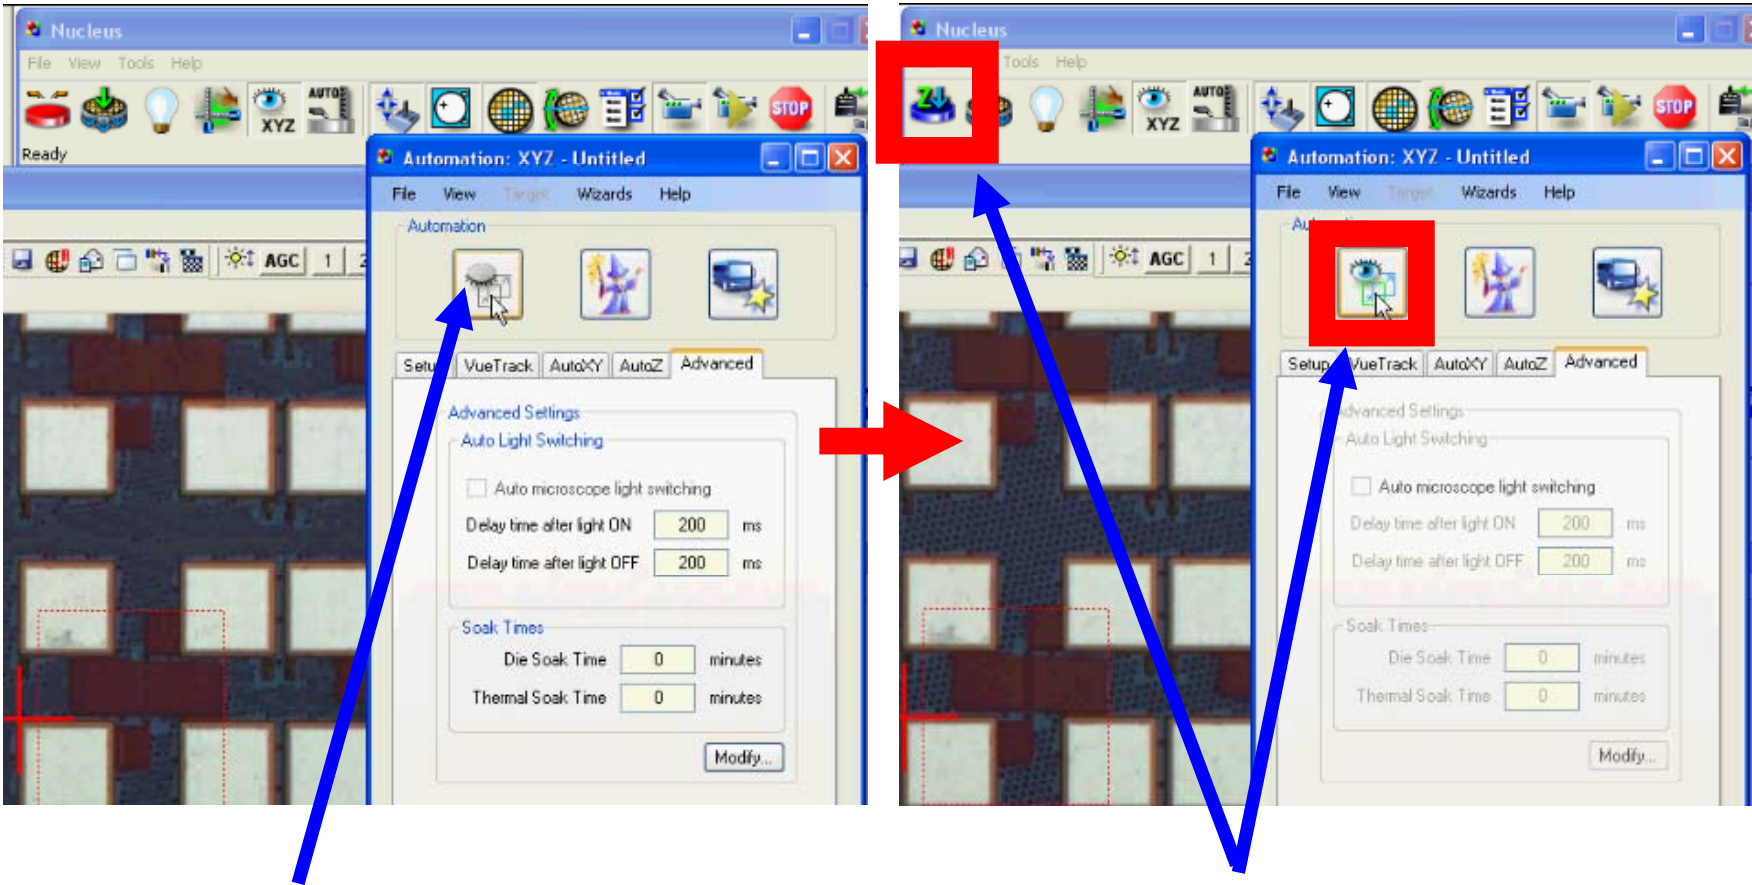 Nucleus
File View Tools Help
AUTO
XYZ
STOP
Ready
Automation: XYZ - Untitled
File View Target Wizards Help
Automation
AGC 1 2
VueTrack AutoXY AutoZ Advanced
Advanced Settings
Auto Light Switching
Auto microscope light switching
Delay time after light ON 200 ms
Delay time after light OFF 200 ms
Soak Times
Die Soak Time 0 minutes
Thermal Soak Time 0 minutes
Modify...
Nucleus
Tools Help
Z
AUTO
XYZ
STOP
Automation: XYZ - Untitled
File View Target Wizards Help
AGC 1 2
Setup VueTrack AutoXY AutoZ Advanced
Advanced Settings
Auto Light Switching
Auto microscope light switching
Delay time after light ON 200 ms
Delay time after light OFF 200 ms
Soak Times
Die Soak Time 0 minutes
Thermal Soak Time 0 minutes
Modify...